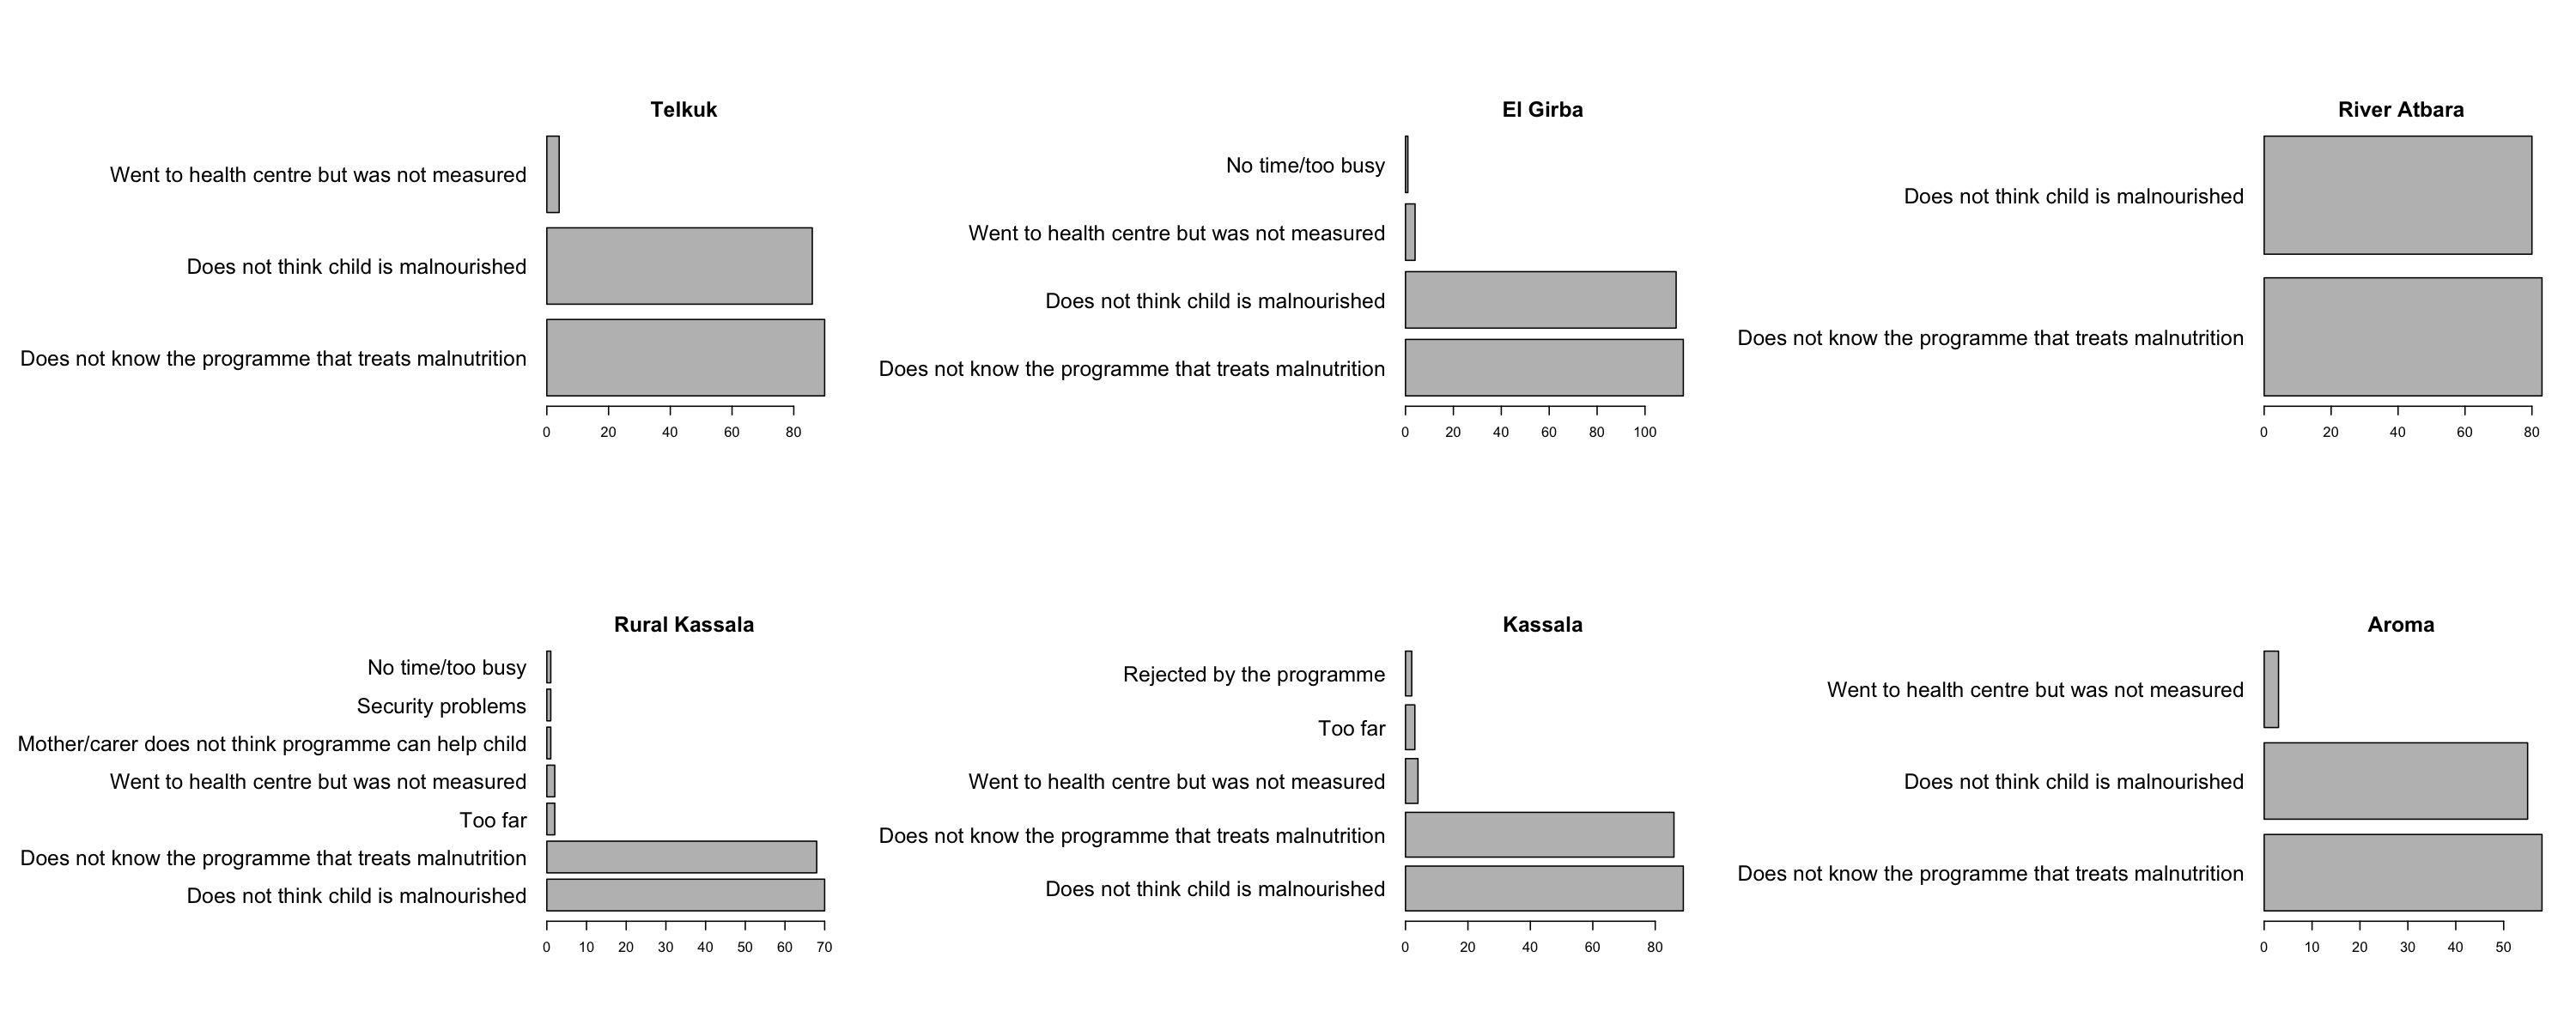 Telkuk
Went to health centre but was not measured
Does not think child is malnourished
Does not know the programme that treats malnutrition
0 20 40 60 80
El Girba
No time/too busy
Went to health centre but was not measured
Does not think child is malnourished
Does not know the programme that treats malnutrition
0 20 40 60 80 100
River Atbara
Does not think child is malnourished
Does not know the programme that treats malnutrition
0 20 40 60 80
Rural Kassala
No time/too busy
Security problems
Mother/carer does not think programme can help child
Went to health centre but was not measured
Too far
Does not know the programme that treats malnutrition
Does not think child is malnourished
0 10 20 30 40 50 60 70
Kassala
Rejected by the programme
Too far
Went to health centre but was not measured
Does not know the programme that treats malnutrition
Does not think child is malnourished
0 20 40 60 80
Aroma
Went to health centre but was not measured
Does not think child is malnourished
Does not know the programme that treats malnutrition
0 10 20 30 40 50